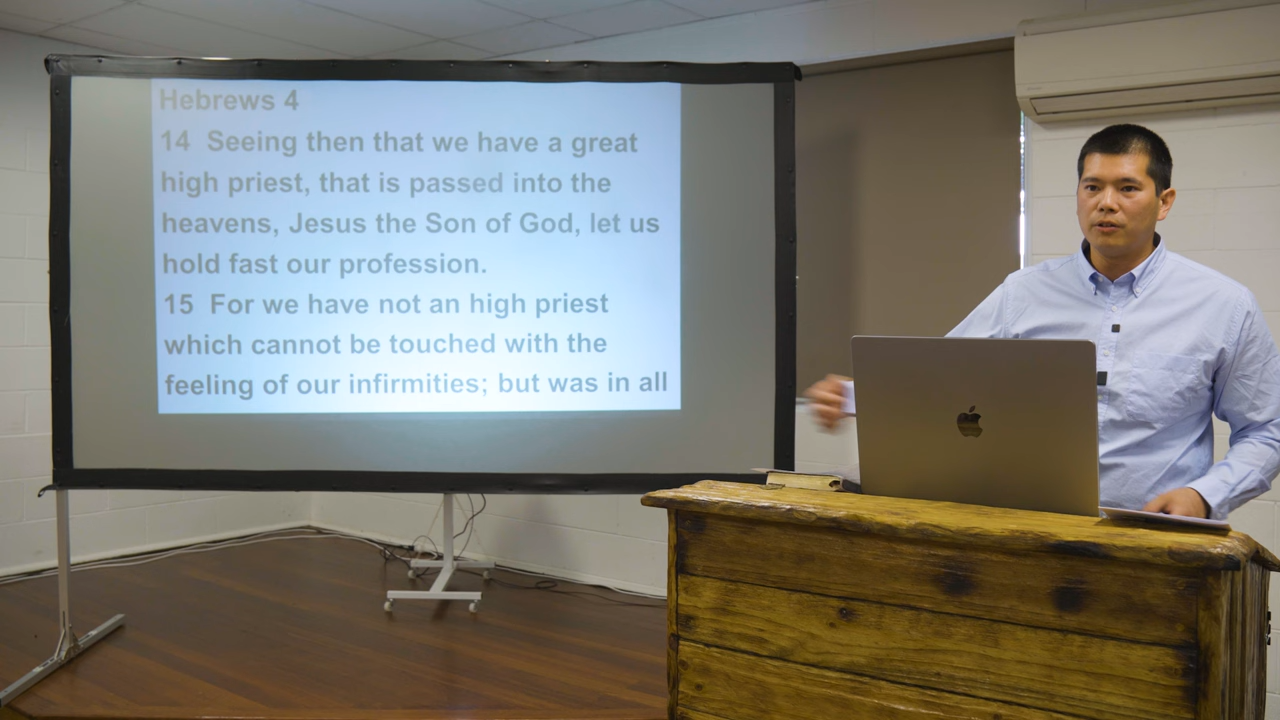 Hebrews 4
14 Seeing then that we have a great
high priest, that is passed into the
heavens, Jesus the Son of God, let us
hold fast our profession.
15 For we have not an high priest
which cannot be touched with the
feeling of our infirmities; but was in all